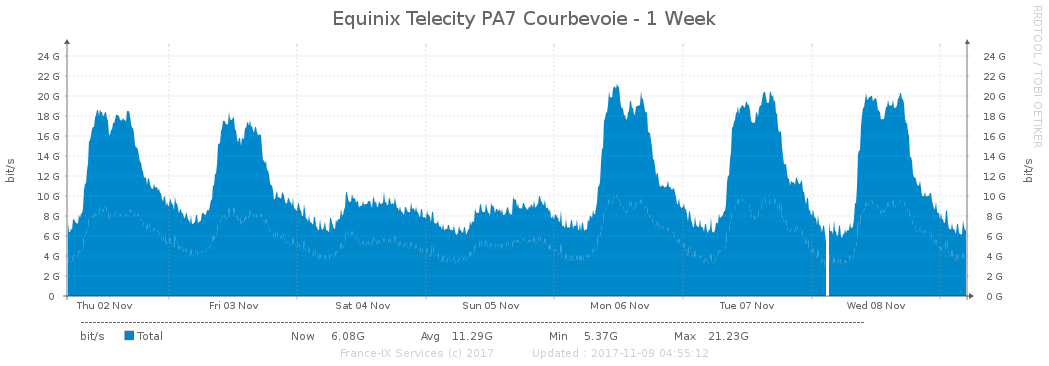 Equinix Telecity PA7 Courbevoie - 1 Week
RRDTOOL / TOBI OETIKER
bit/s
24 G 24 G
22 G 22 G
20 G 20 G
18 G 18 G
16 G 16 G
14 G 14 G
12 G 12 G
10 G 10 G
8 G 8 G
6 G 6 G
4 G 4 G
2 G 2 G
0 0 G
bit/s
Thu 02 Nov Fri 03 Nov Sat 04 Nov Sun 05 Nov Mon 06 Nov Tue 07 Nov Wed 08 Nov
bit/s Total Now 6.08G Avg 11.29G Min 5.37G Max 21.23G
France-IX Services (c) 2017 Updated : 2017-11-09 04:55:12